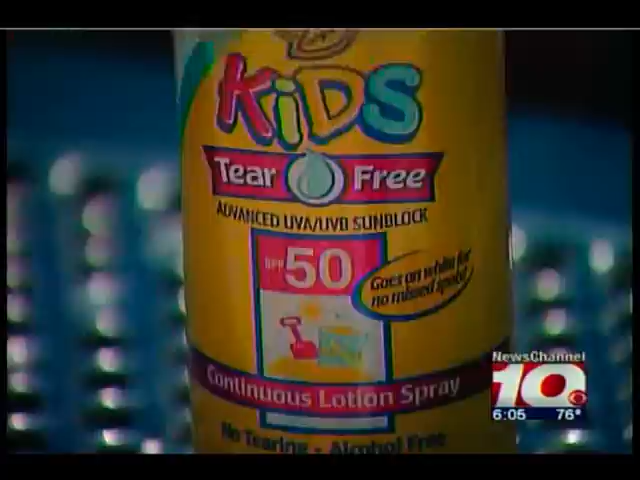 KiDS
Tear Free
ADVANCED UVA/UVB SUNBLOCK
SPF 50
Goes on white for
no missed spots!
Continuous Lotion Spray
No Tearing • Alcohol Free
NewsChannel
10
6:05 76°